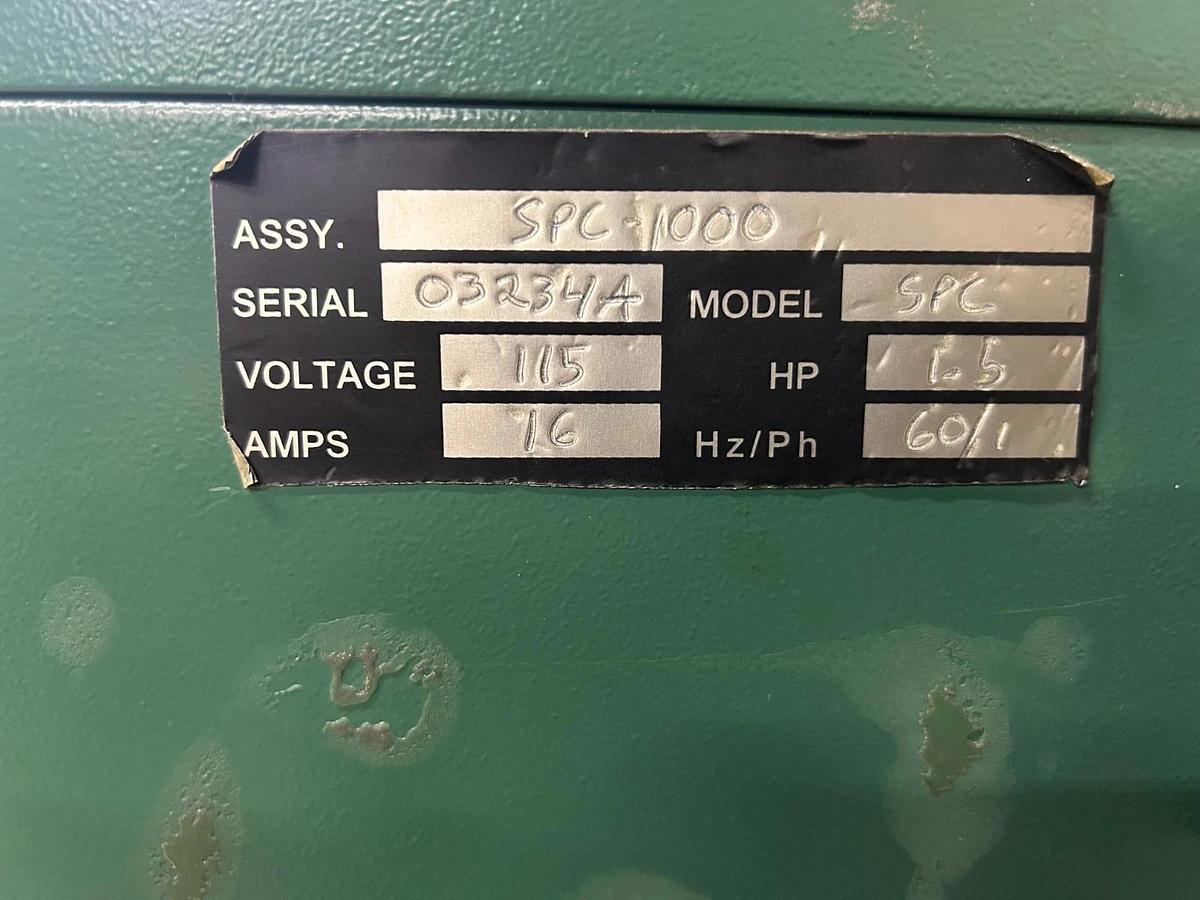 ASSY. SPC-1000
SERIAL 03234A MODEL SPC
VOLTAGE 115 HP 1.5
AMPS 16 Hz/Ph 60/1